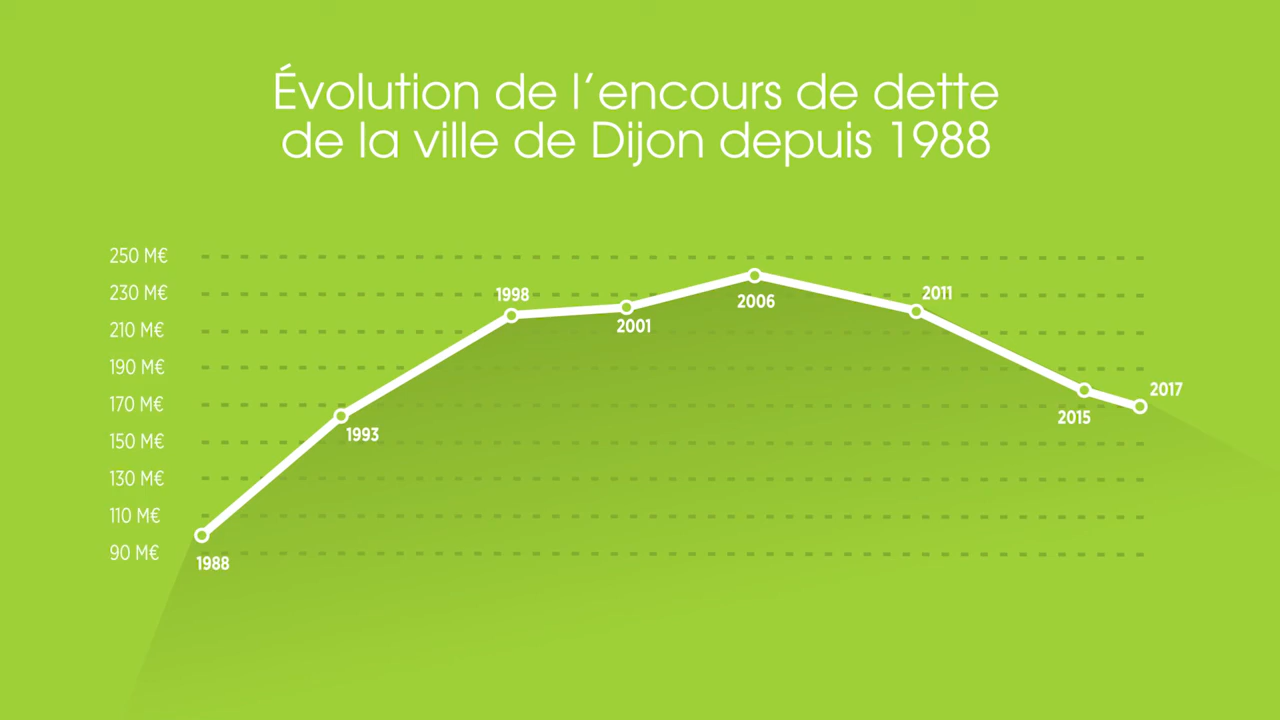 Évolution de l'encours de dette
de la ville de Dijon depuis 1988
250 M€
230 M€
210 M€
190 M€
170 M€
150 M€
130 M€
110 M€
90 M€
1988
1993
1998
2001
2006
2011
2015
2017